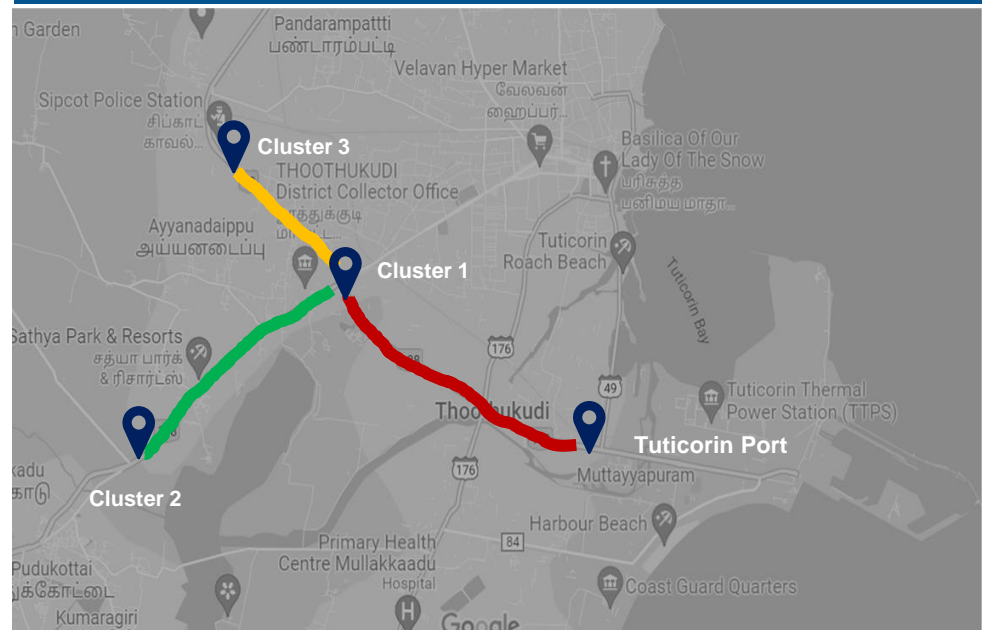 n Garden
Pandarampattti
பண்டாரம்பட்டி
Velavan Hyper Market
வேலவன்
ஹைப்பர்...
Sipcot Police Station
சிப்காட்
காவல்...
Cluster 3
THOOTHUKUDI
District Collector Office
Basilica Of Our
Lady Of The Snow
பரிசுத்த
பனிமய மாதா...
Ayyanadaippu
அய்யனடைப்பு
Tuticorin
Roach Beach
Tuticorin Bay
Cluster 1
Sathya Park & Resorts
சத்யா பார்க்
& ரிசார்ட்ஸ்
176
49
Tuticorin Thermal
Power Station (TTPS)
Thoothukudi
Tuticorin Port
kadu
காடு
176
Muttayyapuram
Cluster 2
Harbour Beach
84
Primary Health
Centre Mullakkaadu
Hospital
Pudukottai
துக்கோட்டை
Coast Guard Quarters
Kumaragiri
Google